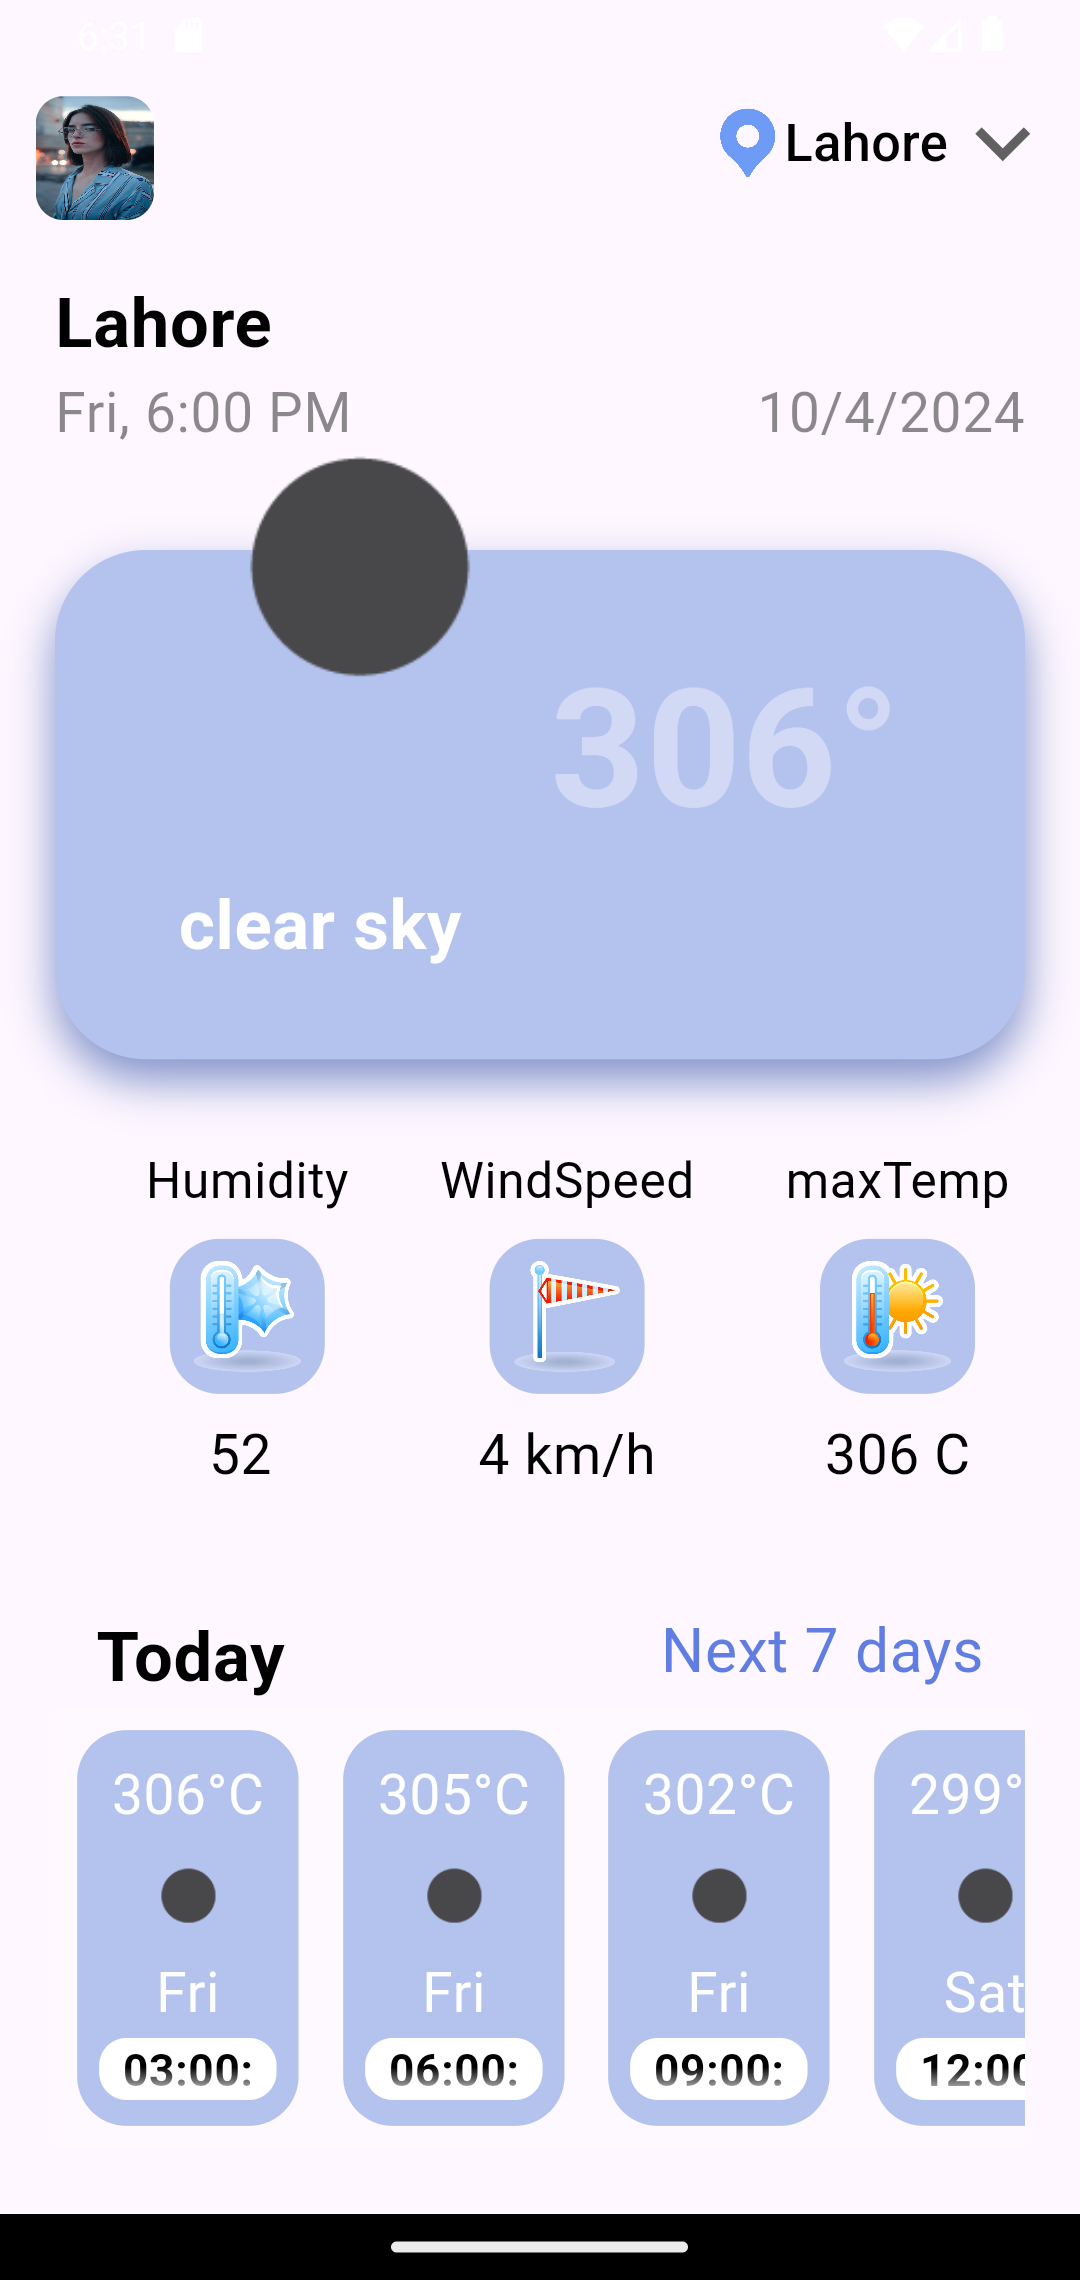 6:31
Lahore
Lahore
Fri, 6:00 PM 10/4/2024
306°
clear sky
Humidity WindSpeed maxTemp
52 4 km/h 306 C
Today Next 7 days
306°C 305°C 302°C 299°
Fri Fri Fri Sat
03:00: 06:00: 09:00: 12:00